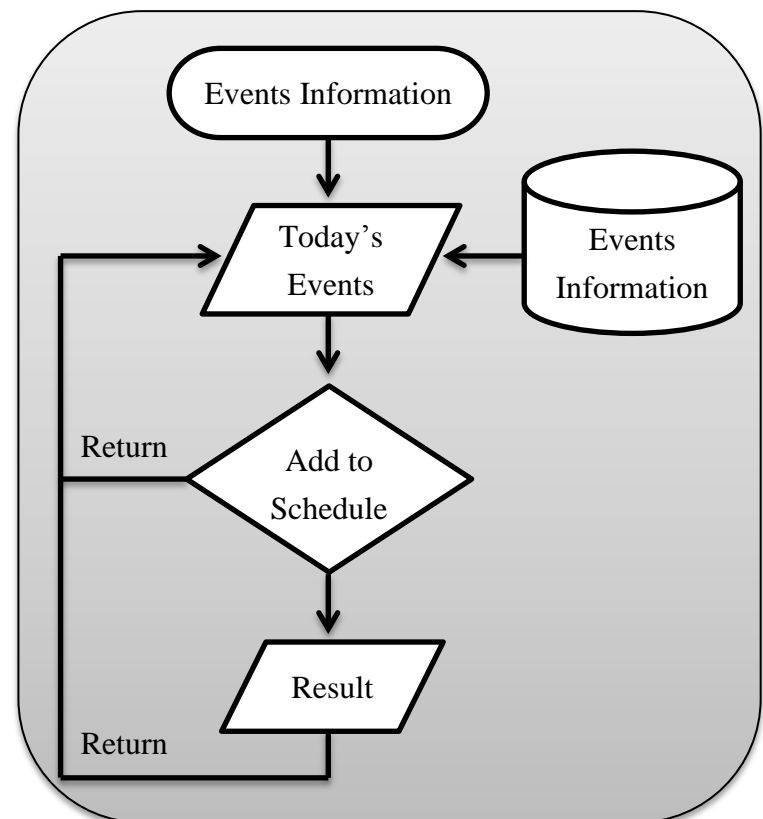 Events Information
Today's
Events
Events
Information
Return
Add to
Schedule
Result
Return